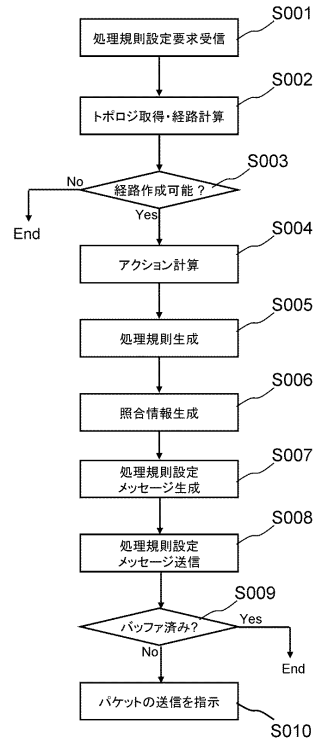 S001
処理規則設定要求受信
S002
トポロジ取得・経路計算
S003
経路作成可能？
No
Yes
End
S004
アクション計算
S005
処理規則生成
S006
照合情報生成
S007
処理規則設定
メッセージ生成
S008
処理規則設定
メッセージ送信
S009
バッファ済み？
Yes
No
End
パケットの送信を指示
S010